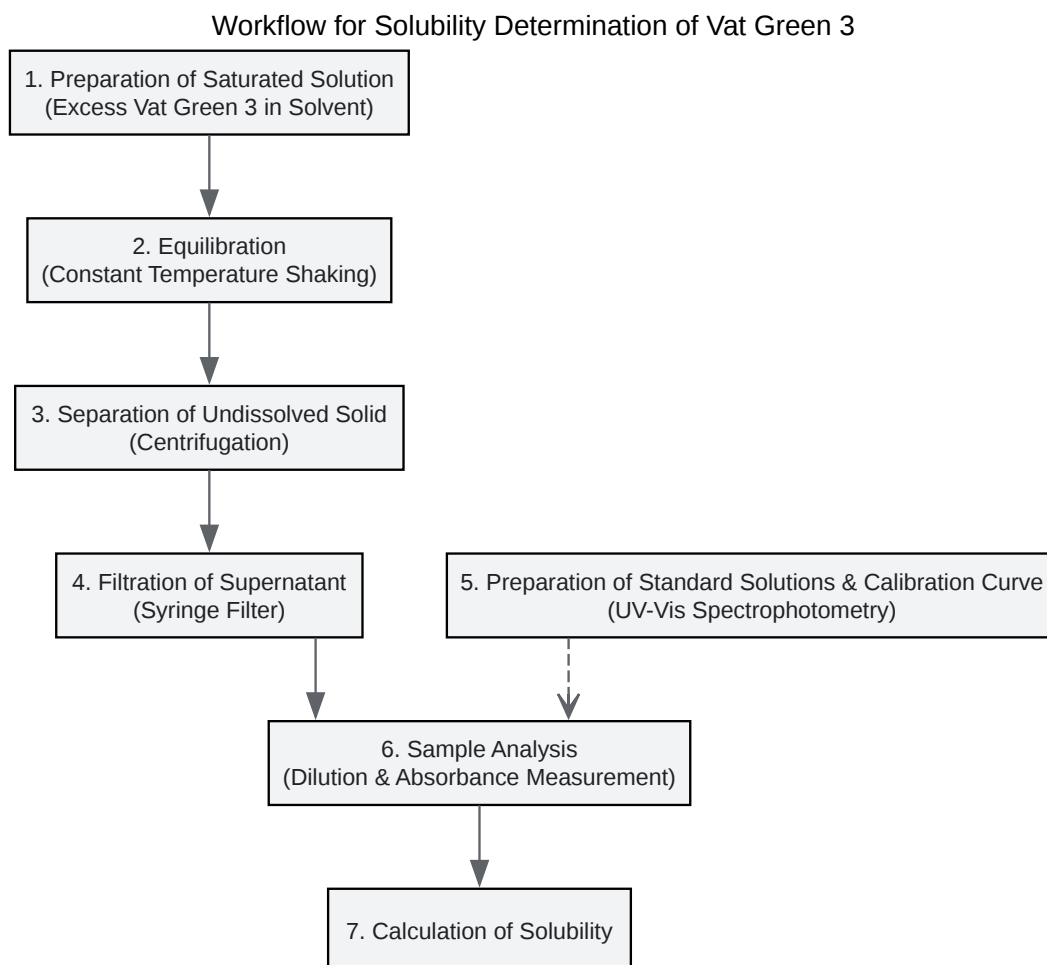 Workflow for Solubility Determination of Vat Green 3
1. Preparation of Saturated Solution
(Excess Vat Green 3 in Solvent)
2. Equilibration
(Constant Temperature Shaking)
3. Separation of Undissolved Solid
(Centrifugation)
4. Filtration of Supernatant
(Syringe Filter)
5. Preparation of Standard Solutions & Calibration Curve
(UV-Vis Spectrophotometry)
6. Sample Analysis
(Dilution & Absorbance Measurement)
7. Calculation of Solubility